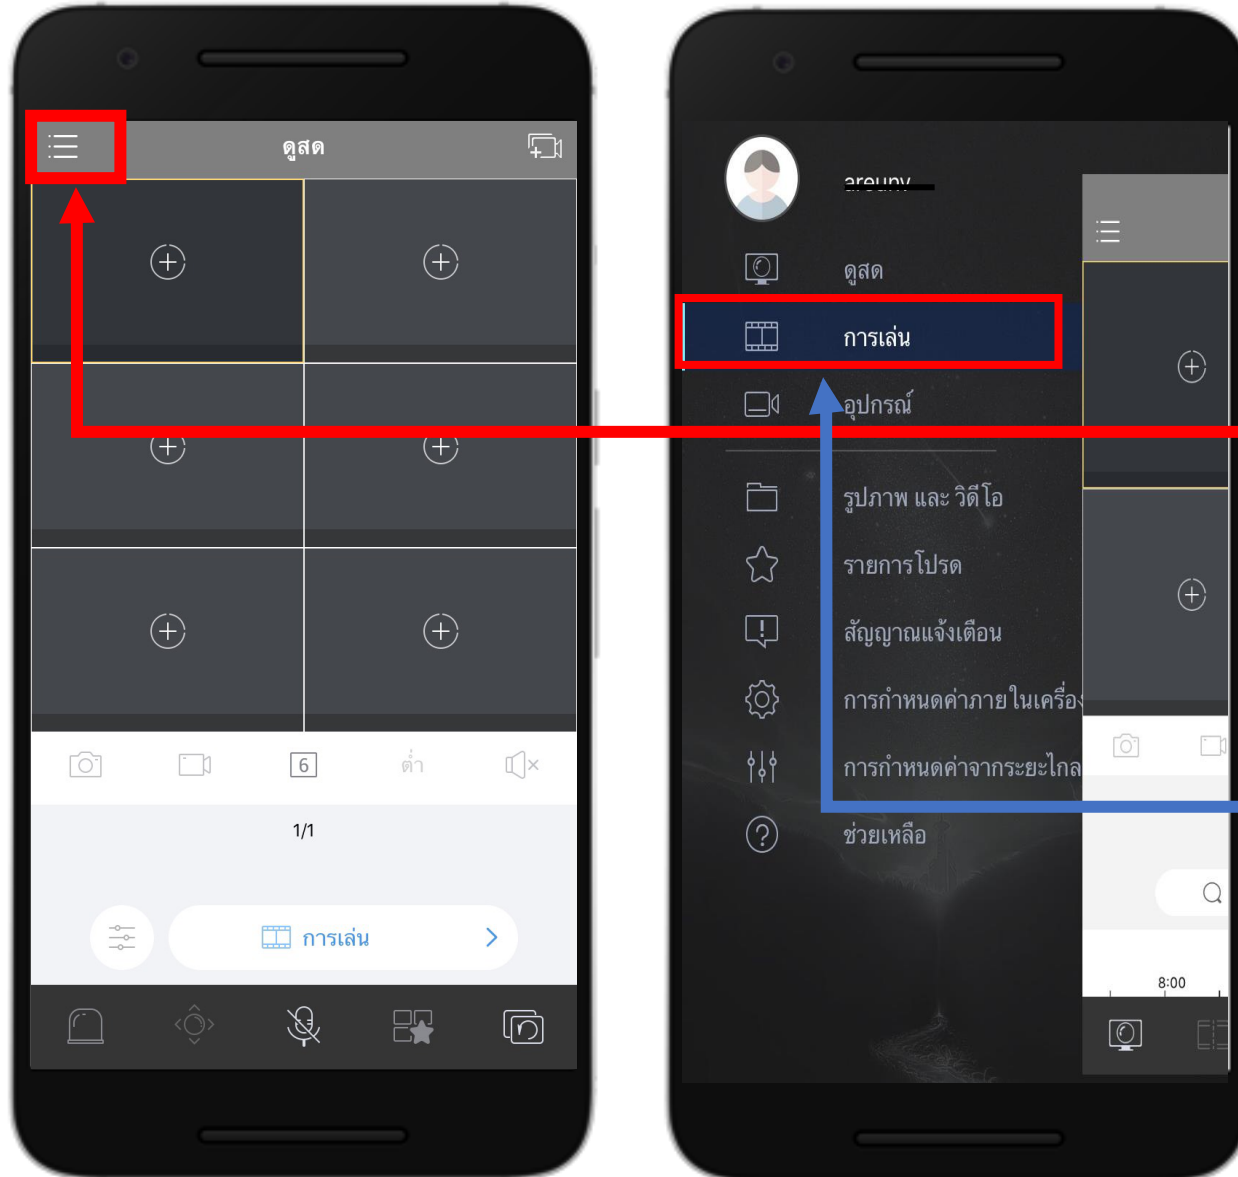 ดูสด
6
ต่ำ
1/1
การเล่น
ดูสด
การเล่น
อุปกรณ์
รูปภาพ และ วิดีโอ
รายการโปรด
สัญญาณแจ้งเตือน
การกำหนดค่าภายในเครื่อง
การกำหนดค่าจากระยะไกล
ช่วยเหลือ
8:00